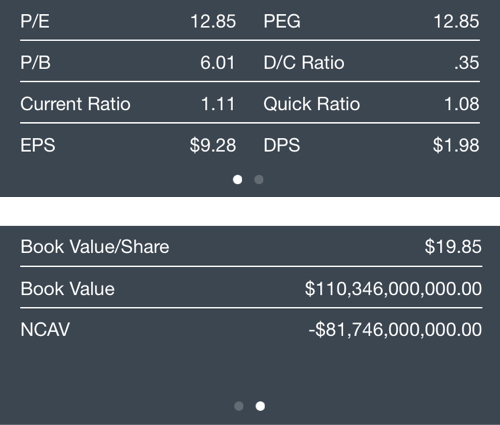 P/E 12.85 PEG 12.85
P/B 6.01 D/C Ratio .35
Current Ratio 1.11 Quick Ratio 1.08
EPS $9.28 DPS $1.98
Book Value/Share $19.85
Book Value $110,346,000,000.00
NCAV -$81,746,000,000.00